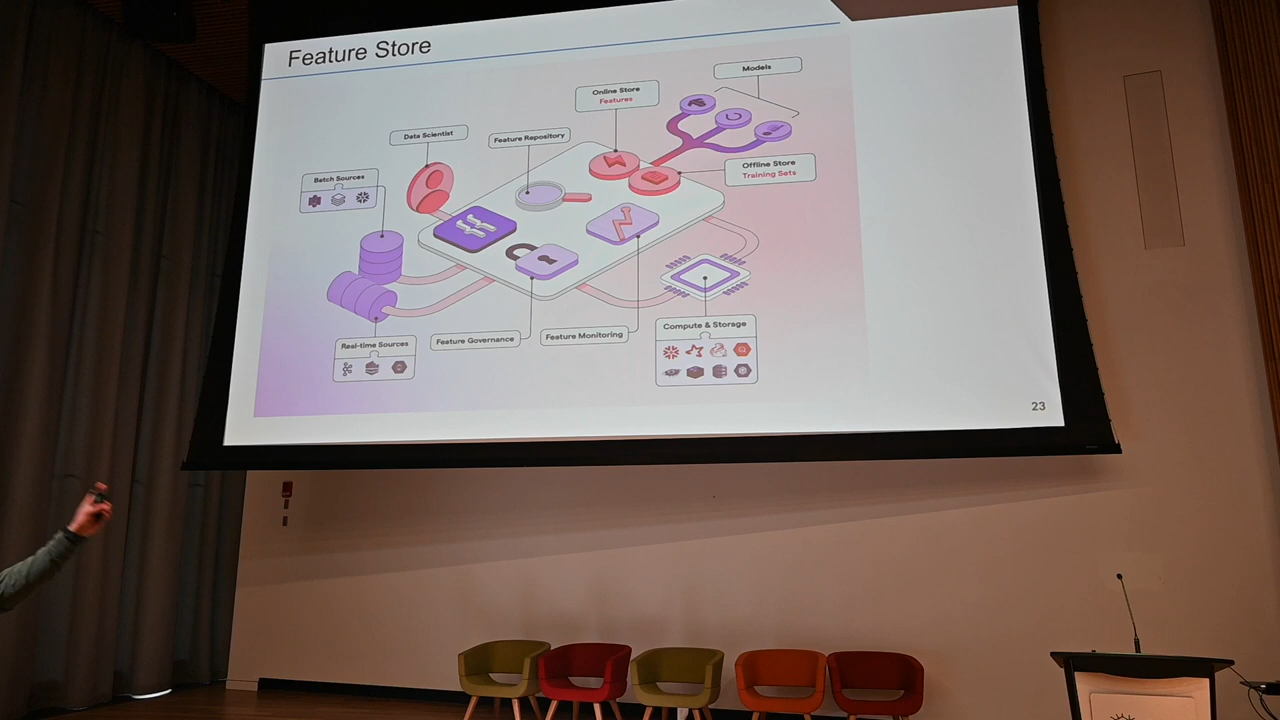 Feature Store
Models
Online Store
Features
Data Scientist
Feature Repository
Offline Store
Training Sets
Batch Sources
Compute & Storage
Feature Monitoring
Feature Governance
Real-time Sources
23